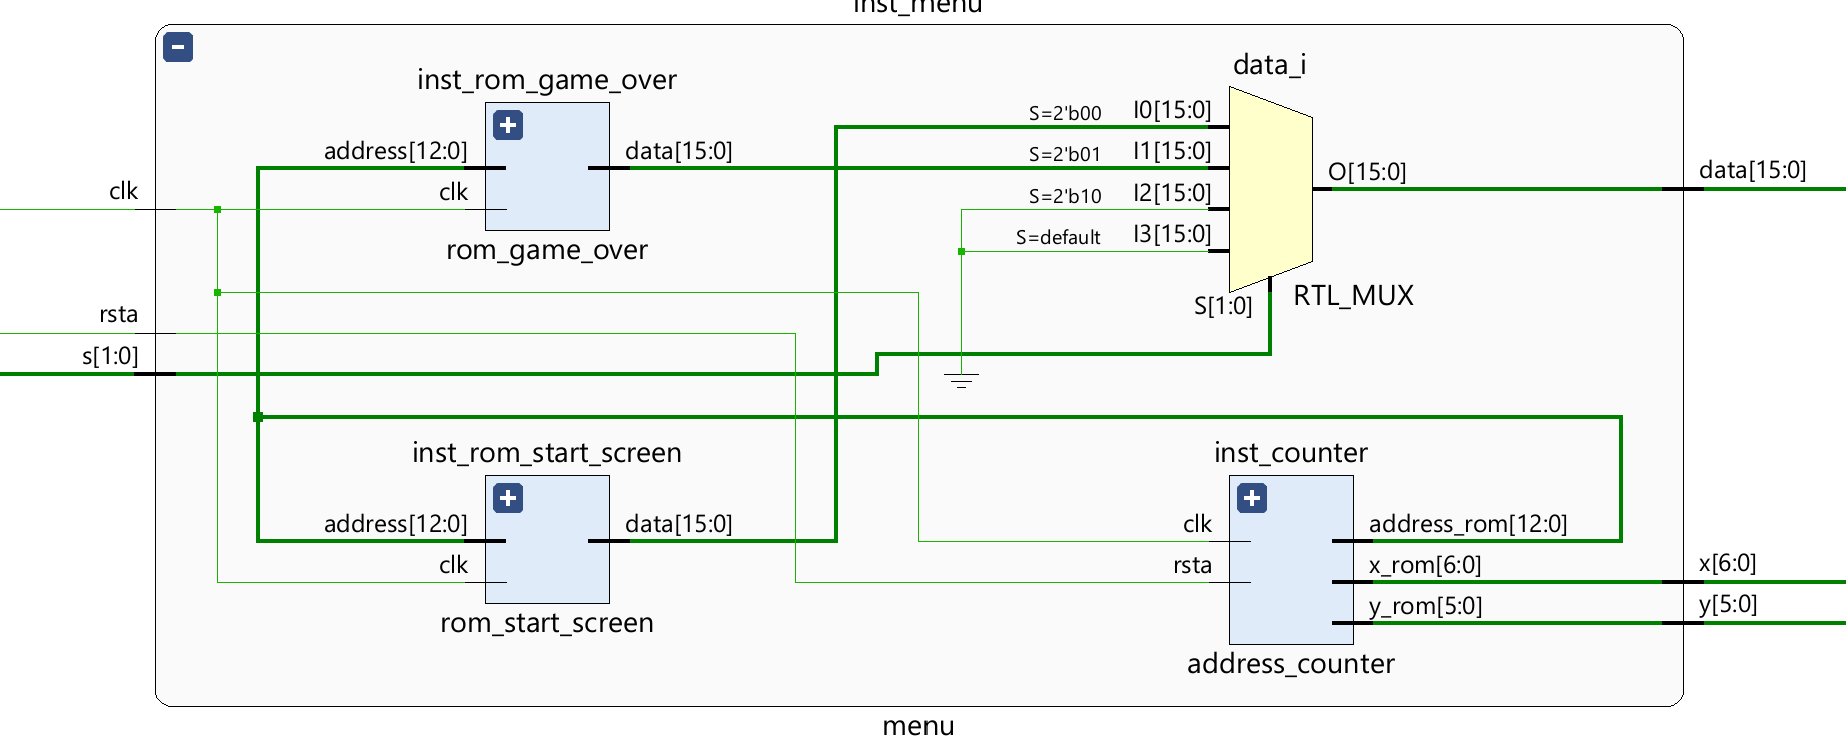 inst_menu
data_i
inst_rom_game_over
S=2'b00 I0[15:0]
address[12:0] data[15:0] S=2'b01 I1[15:0]
O[15:0] data[15:0]
clk clk S=2'b10 I2[15:0]
S=default I3[15:0]
rom_game_over
S[1:0] RTL_MUX
rsta
s[1:0]
inst_rom_start_screen inst_counter
address[12:0] data[15:0] clk address_rom[12:0]
clk rsta x_rom[6:0] x[6:0]
y_rom[5:0] y[5:0]
rom_start_screen
address_counter
menu